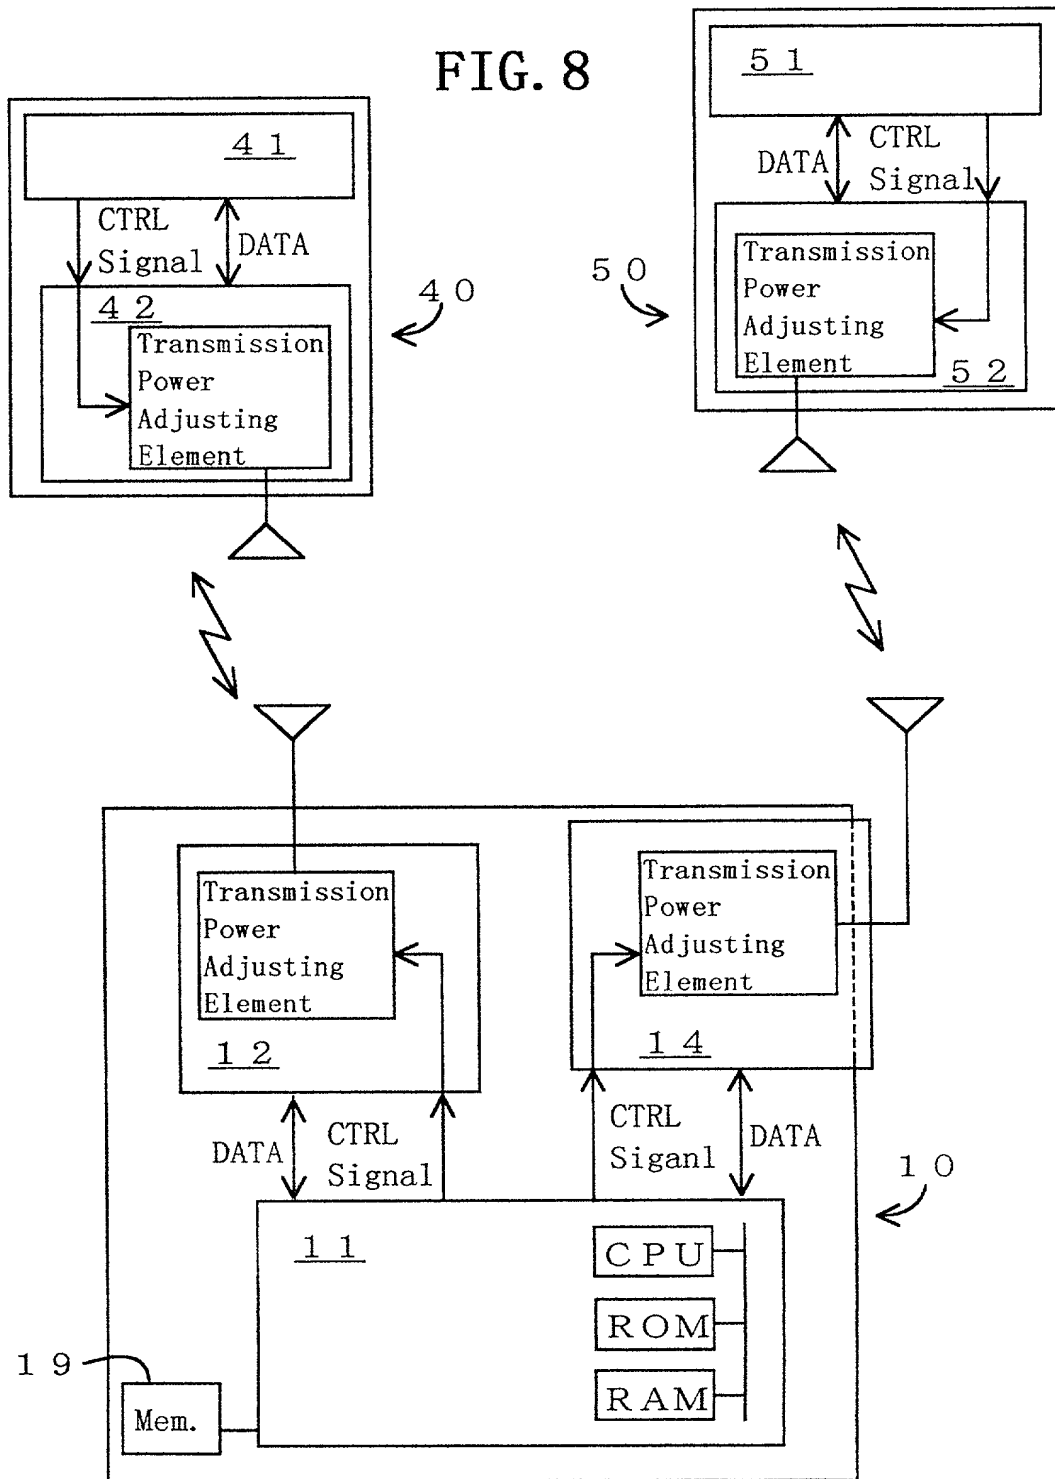 FIG. 8
51
DATA
CTRL
Signal
Transmission
Power
Adjusting
Element
52
50
41
CTRL
Signal
DATA
42
Transmission
Power
Adjusting
Element
40
Transmission
Power
Adjusting
Element
12
DATA
CTRL
Signal
Transmission
Power
Adjusting
Element
14
CTRL
Siganl
DATA
10
11
CPU
ROM
RAM
19
Mem.